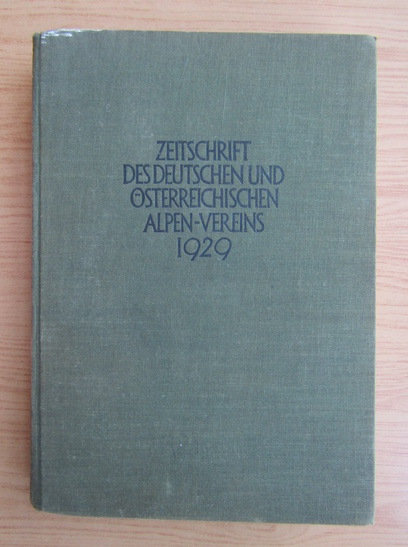 ZEITSCHRIFT
DES DEUTSCHEN UND
ÖSTERREICHISCHEN
ALPEN-VEREINS
1929